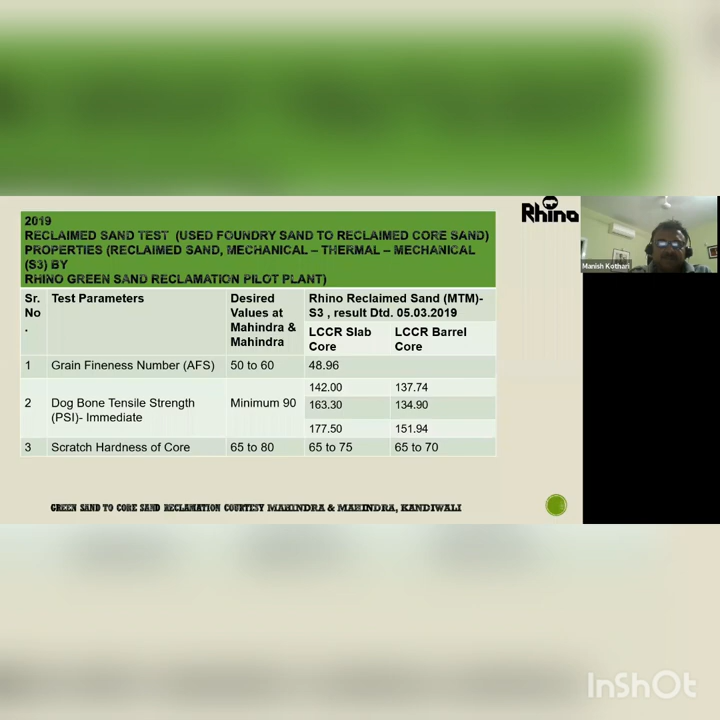 2019
RECLAIMED SAND TEST (USED FOUNDRY SAND TO RECLAIMED CORE SAND)
PROPERTIES (RECLAIMED SAND, MECHANICAL – THERMAL – MECHANICAL
(S3) BY
RHINO GREEN SAND RECLAMATION PILOT PLANT)
Rhino
Manish Kothari
Sr. No . Test Parameters Desired Values at Mahindra & Mahindra Rhino Reclaimed Sand (MTM)- S3 , result Dtd. 05.03.2019
LCCR Slab Core LCCR Barrel Core
1 Grain Fineness Number (AFS) 50 to 60 48.96
2 Dog Bone Tensile Strength (PSI)- Immediate Minimum 90 142.00 137.74
163.30 134.90
177.50 151.94
3 Scratch Hardness of Core 65 to 80 65 to 75 65 to 70
GREEN SAND TO CORE SAND RECLAMATION COURTESY MAHINDRA & MAHINDRA, KANDIWALI
InShOt